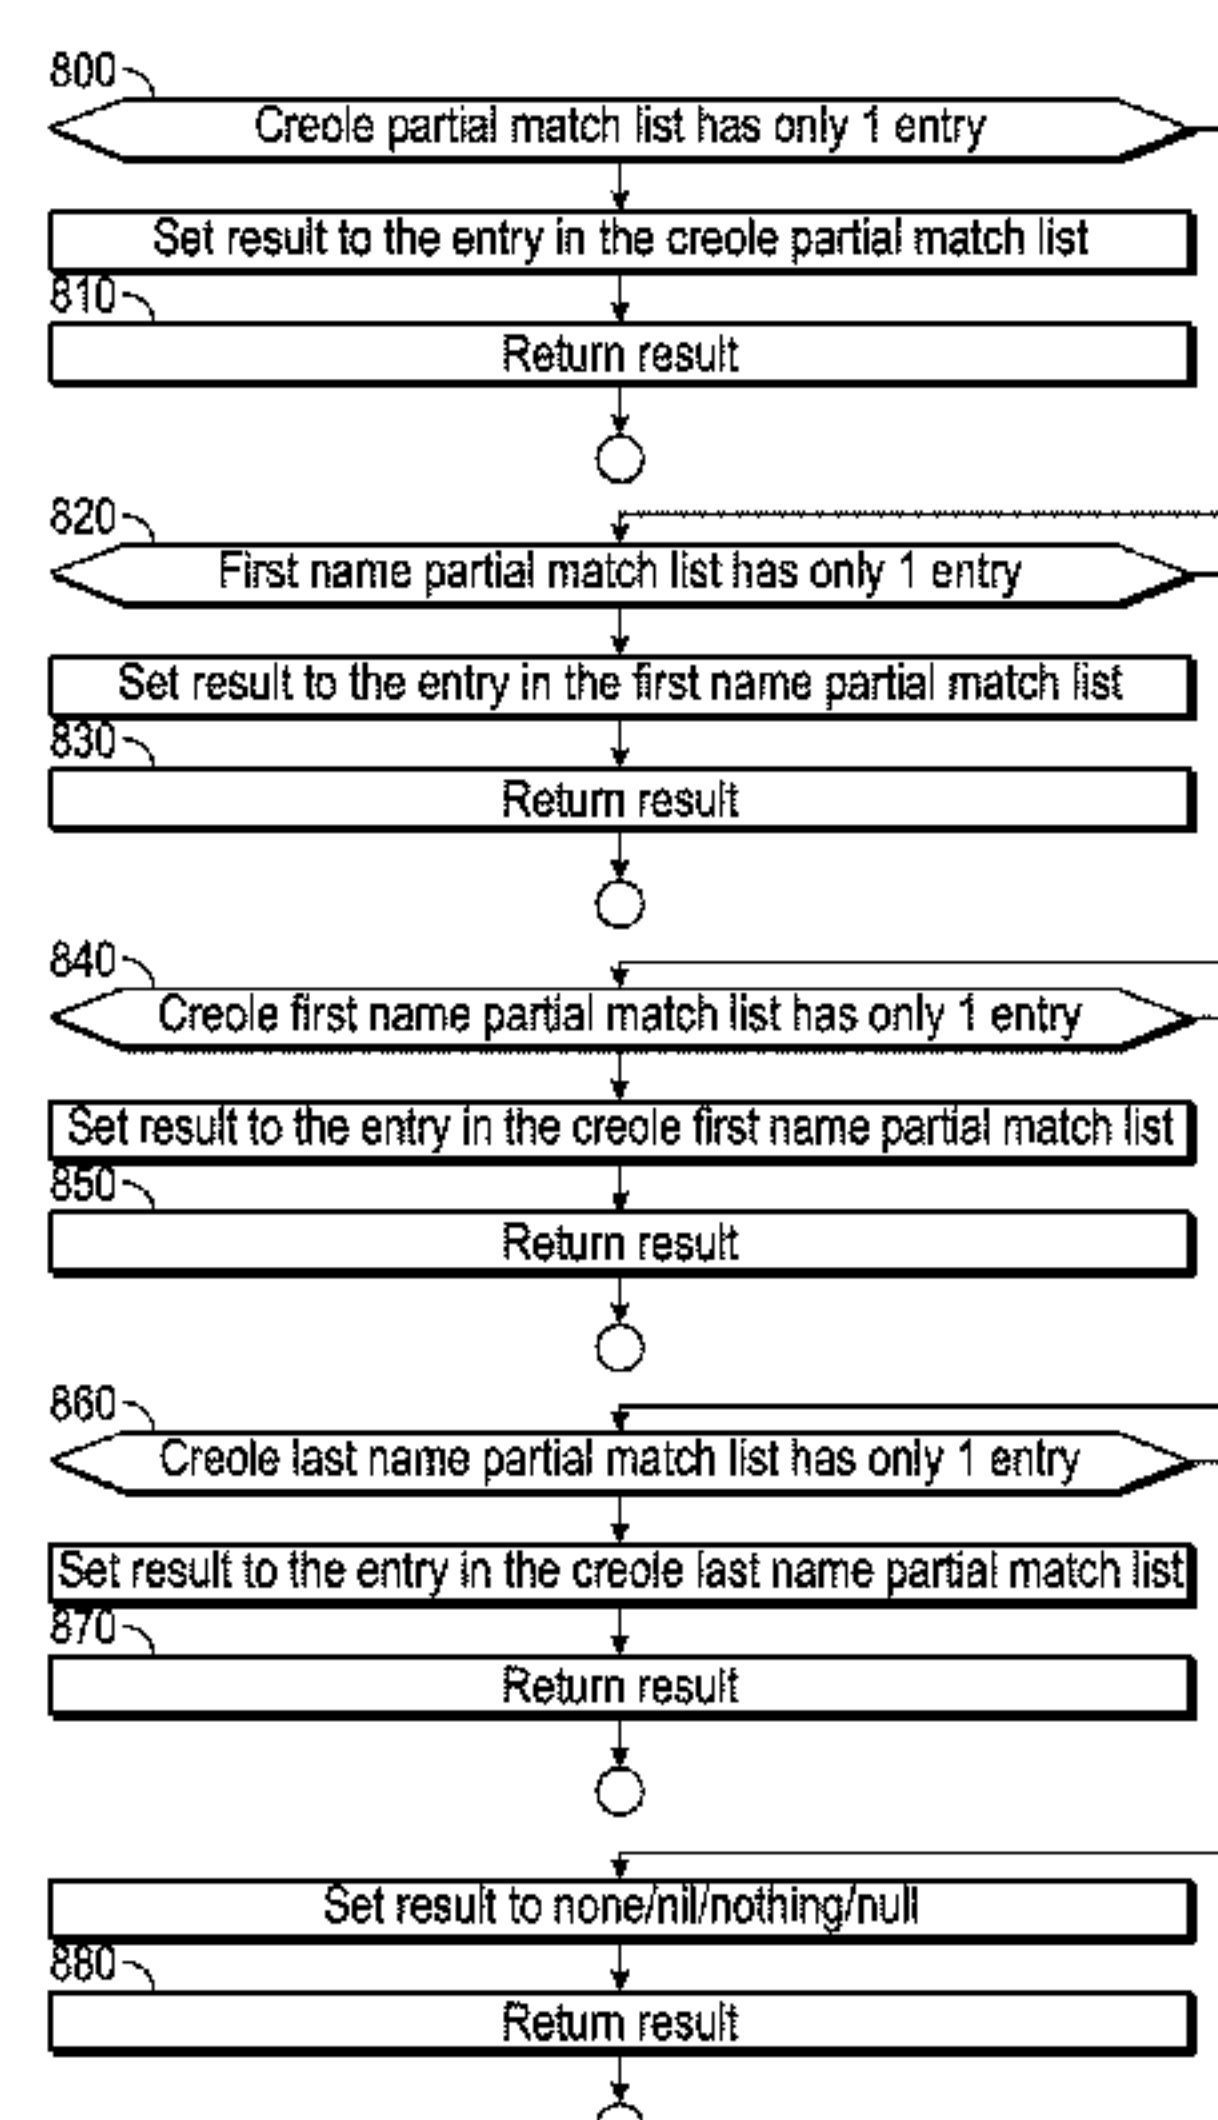 800
Creole partial match list has only 1 entry
Set result to the entry in the creole partial match list
810
Return result
820
First name partial match list has only 1 entry
Set result to the entry in the first name partial match list
830
Return result
840
Creole first name partial match list has only 1 entry
Set result to the entry in the creole first name partial match list
850
Return result
860
Creole last name partial match list has only 1 entry
Set result to the entry in the creole last name partial match list
870
Return result
Set result to none/nil/nothing/null
880
Return result